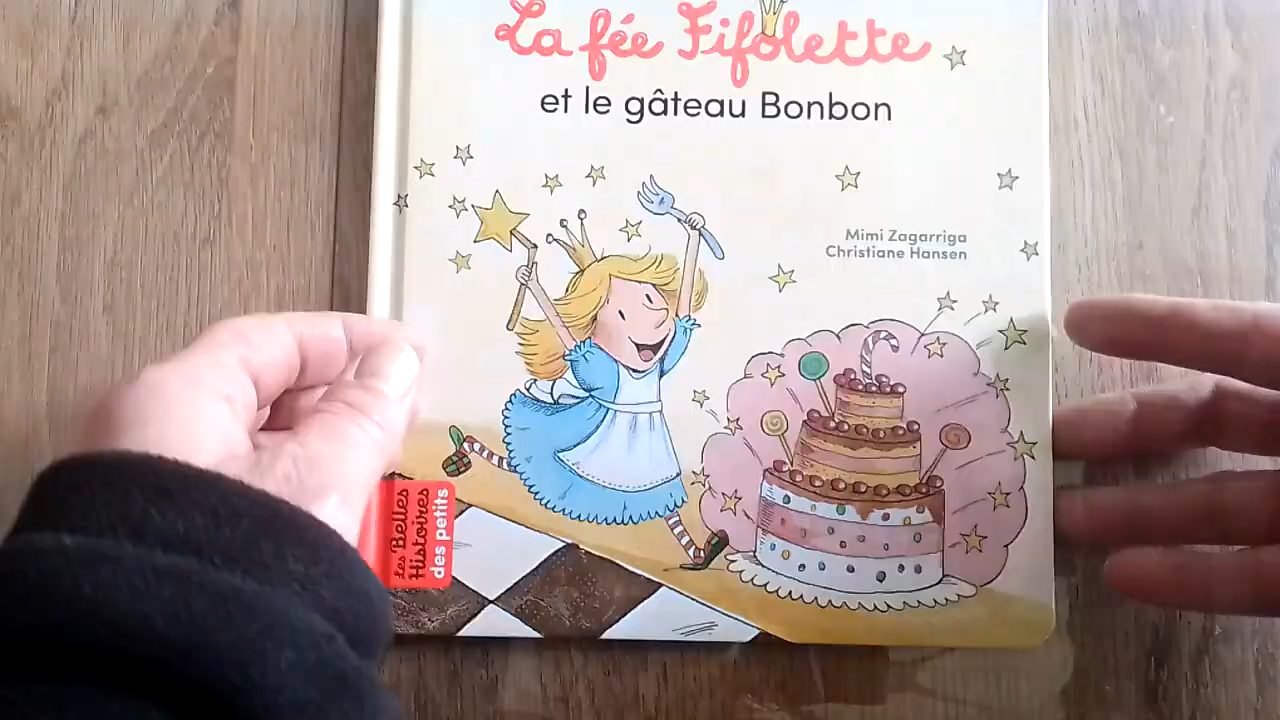 La fée Fifolette
et le gâteau Bonbon
Mimi Zagarriga
Christiane Hansen
Les Belles
Histoires
des petits